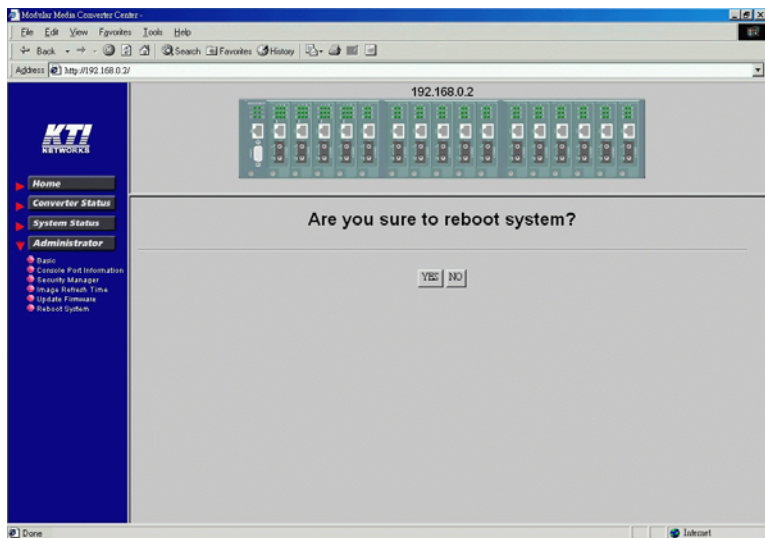 Modular Media Converter Center -
File Edit View Favorites Tools Help
Back Search Favorites History
Address http://192.168.0.2/
192.168.0.2
KTI
NETWORKS
Home
Converter Status
System Status
Administrator
Basic
Console Port Information
Security Manager
Image Refresh Time
Update Firmware
Reboot System
Are you sure to reboot system?
YES NO
Done Internet